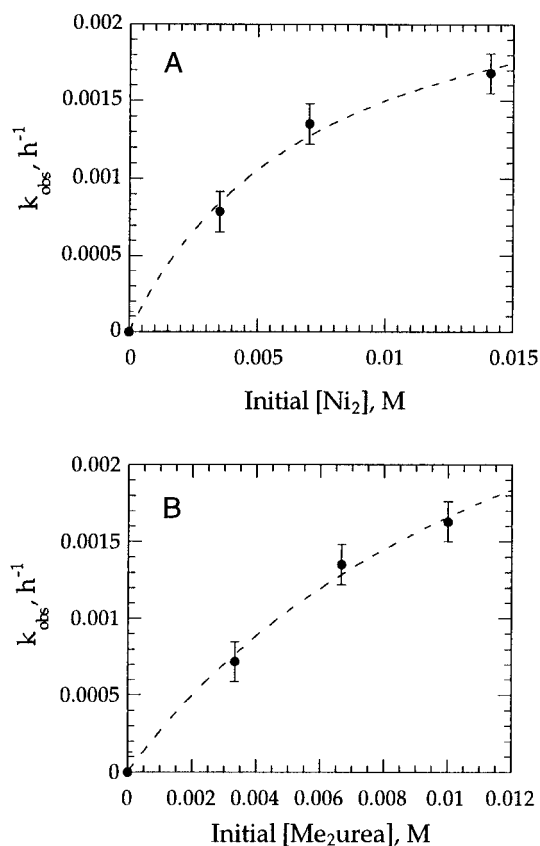 0.002
A
0.0015
0.001
k_obs, h⁻¹
0.0005
0
0 0.005 0.01 0.015
Initial [Ni₂], M
0.002
B
0.0015
0.001
k_obs, h⁻¹
0.0005
0
0 0.002 0.004 0.006 0.008 0.01 0.012
Initial [Me₂urea], M